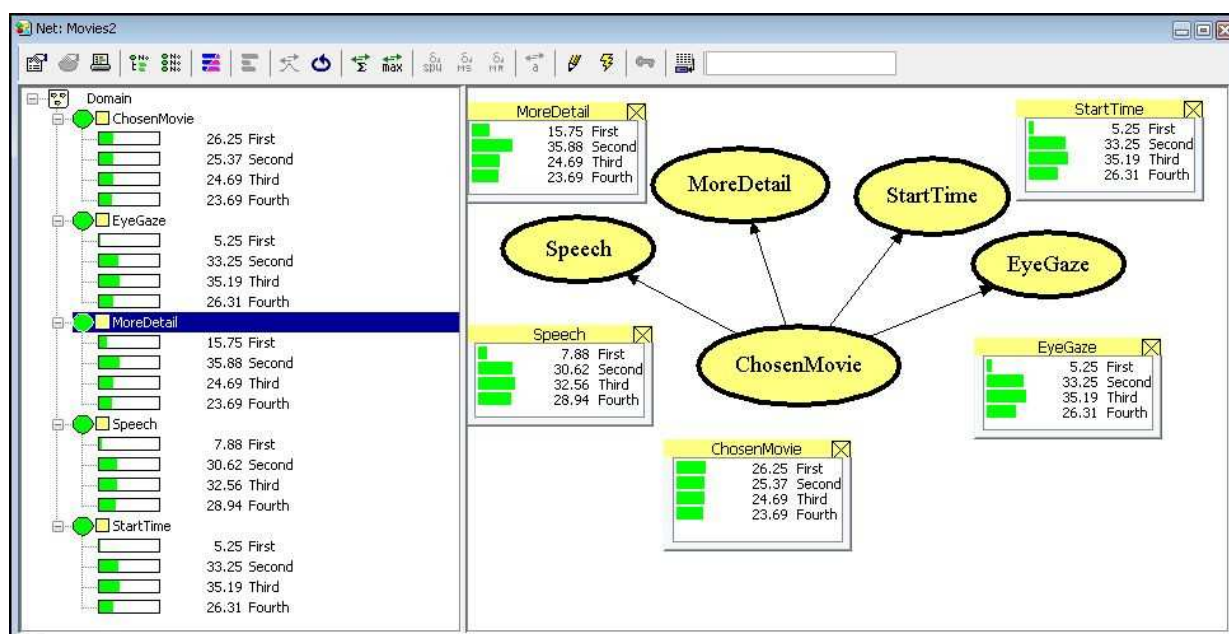 Net: Movies2
Σ max
a
Domain
ChosenMovie
26.25 First
25.37 Second
24.69 Third
23.69 Fourth
EyeGaze
5.25 First
33.25 Second
35.19 Third
26.31 Fourth
MoreDetail
15.75 First
35.88 Second
24.69 Third
23.69 Fourth
Speech
7.88 First
30.62 Second
32.56 Third
28.94 Fourth
StartTime
5.25 First
33.25 Second
35.19 Third
26.31 Fourth
MoreDetail
15.75 First
35.88 Second
24.69 Third
23.69 Fourth
StartTime
5.25 First
33.25 Second
35.19 Third
26.31 Fourth
MoreDetail
StartTime
Speech
EyeGaze
ChosenMovie
Speech
7.88 First
30.62 Second
32.56 Third
28.94 Fourth
EyeGaze
5.25 First
33.25 Second
35.19 Third
26.31 Fourth
ChosenMovie
26.25 First
25.37 Second
24.69 Third
23.69 Fourth